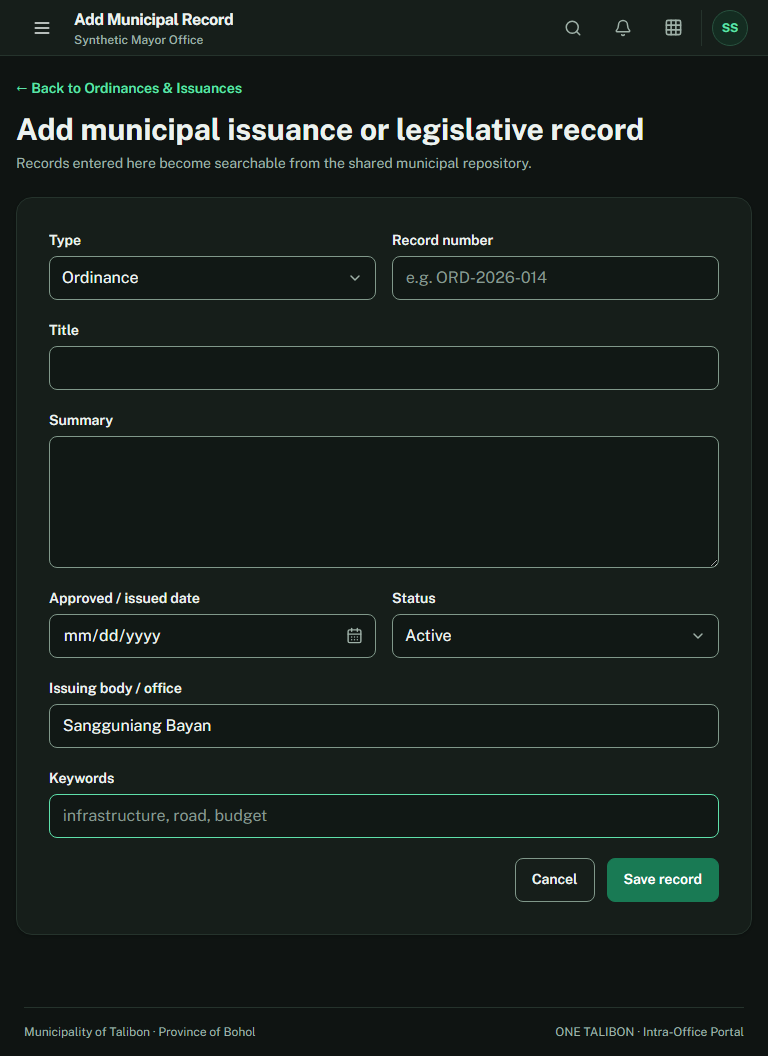 Add Municipal Record
Synthetic Mayor Office
SS
← Back to Ordinances & Issuances
Add municipal issuance or legislative record
Records entered here become searchable from the shared municipal repository.
Type
Record number
Ordinance
e.g. ORD-2026-014
Title
Summary
Approved / issued date
Status
mm/dd/yyyy
Active
Issuing body / office
Sangguniang Bayan
Keywords
infrastructure, road, budget
Cancel
Save record
Municipality of Talibon · Province of Bohol
ONE TALIBON · Intra-Office Portal